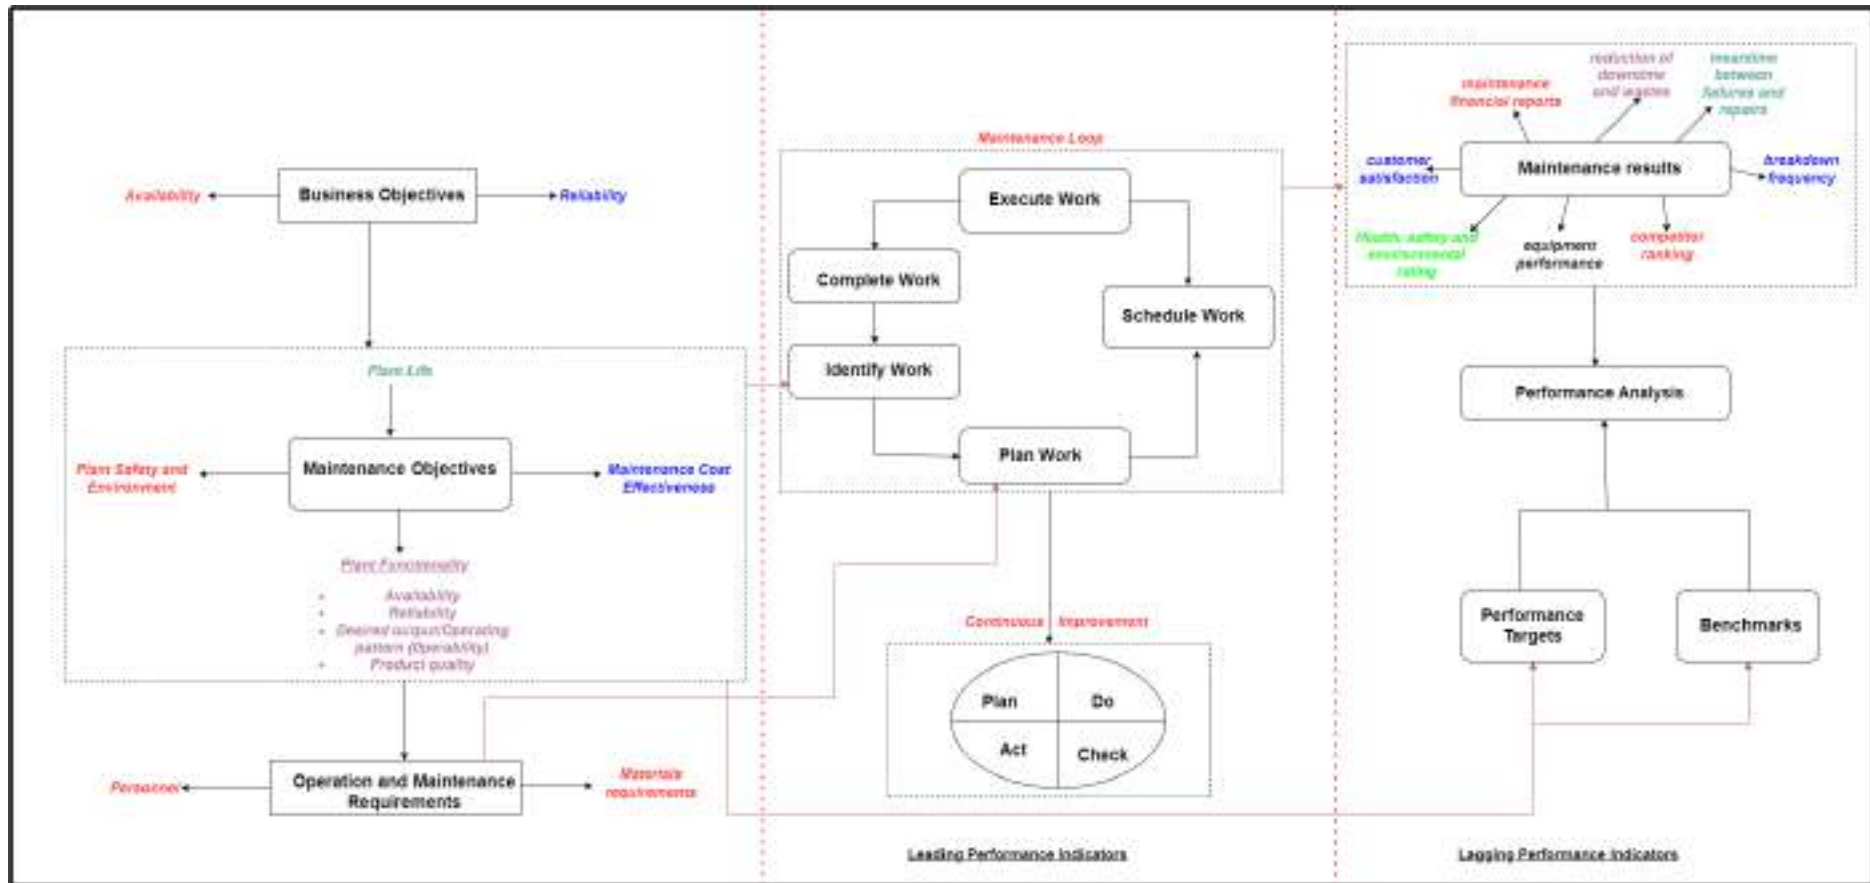 Availability
Business Objectives
Reliability
Plant Life
Plant Safety and
Environment
Maintenance Objectives
Maintenance Cost
Effectiveness
Plant Functionality
Availability
Reliability
Desired output/Operating
pattern (Operability)
Product quality
Personnel
Operation and Maintenance
Requirements
Materials
requirements
Maintenance Loop
Execute Work
Complete Work
Schedule Work
Identify Work
Plan Work
Continuous Improvement
Plan
Do
Act
Check
Leading Performance Indicators
maintenance
financial reports
reduction of
downtime
and wastes
between
failures and
repairs
customer
satisfaction
Maintenance results
breakdown
frequency
Health, safety and
environmental
rating
equipment
performance
competitor
ranking
Performance Analysis
Performance
Targets
Benchmarks
Lagging Performance Indicators